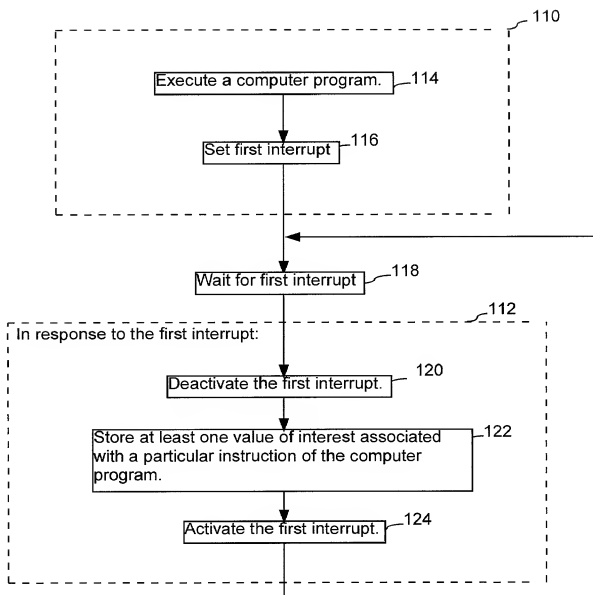 110
Execute a computer program.
114
Set first interrupt
116
Wait for first interrupt
118
112
In response to the first interrupt:
Deactivate the first interrupt.
120
Store at least one value of interest associated
with a particular instruction of the computer
program.
122
Activate the first interrupt.
124